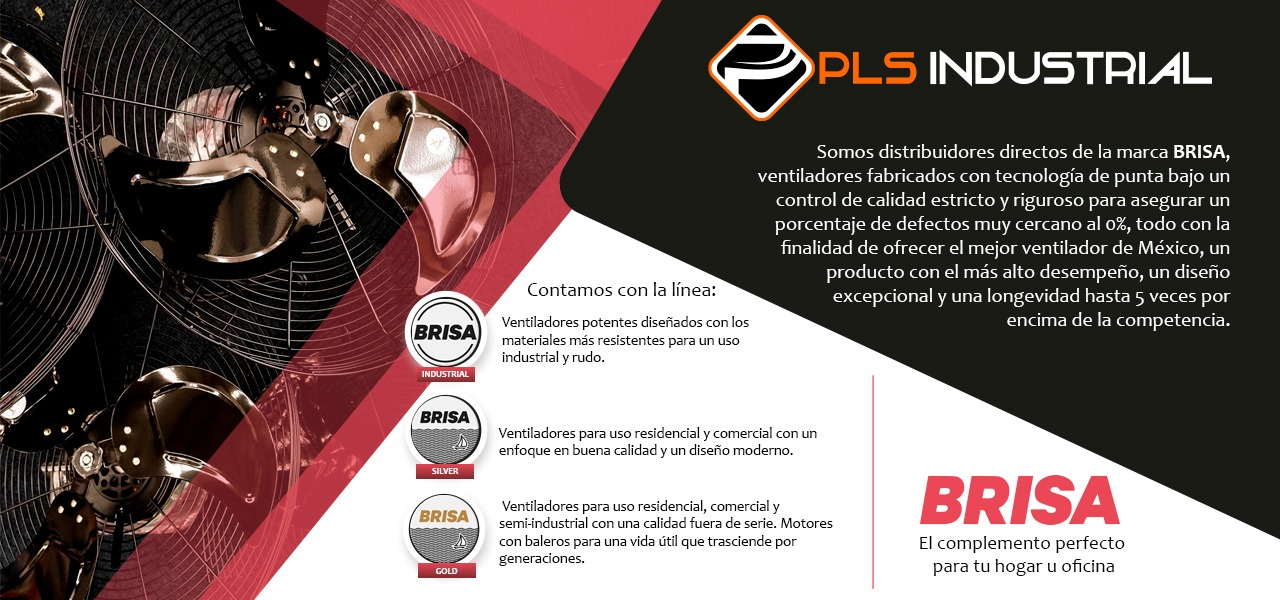 PLS INDUSTRIAL
Somos distribuidores directos de la marca BRISA,
ventiladores fabricados con tecnología de punta bajo un
control de calidad estricto y riguroso para asegurar un
porcentaje de defectos muy cercano al 0%, todo con la
finalidad de ofrecer el mejor ventilador de México, un
producto con el más alto desempeño, un diseño
excepcional y una longevidad hasta 5 veces por
encima de la competencia.
Contamos con la línea:
BRISA
INDUSTRIAL
Ventiladores potentes diseñados con los
materiales más resistentes para un uso
industrial y rudo.
BRISA
SILVER
Ventiladores para uso residencial y comercial con un
enfoque en buena calidad y un diseño moderno.
BRISA
GOLD
Ventiladores para uso residencial, comercial y
semi-industrial con una calidad fuera de serie. Motores
con baleros para una vida útil que trasciende por
generaciones.
BRISA
El complemento perfecto
para tu hogar u oficina